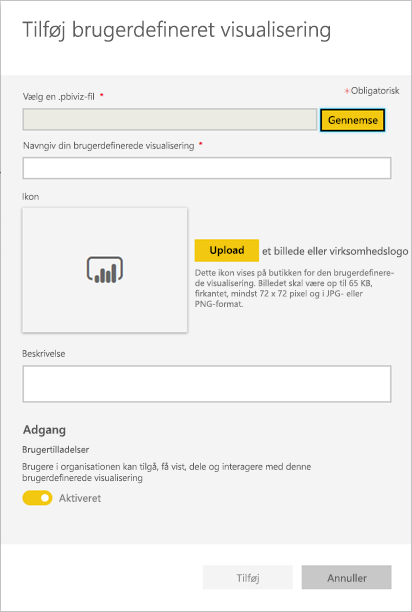 Tilføj brugerdefineret visualisering
*Obligatorisk
Vælg en .pbiviz-fil *
Gennemse
Navngiv din brugerdefinerede visualisering *
Ikon
Upload et billede eller virksomhedslogo
Dette ikon vises på butikken for den brugerdefinere-
de visualisering. Billedet skal være op til 65 KB,
firkantet, mindst 72 x 72 pixel og i JPG- eller
PNG-format.
Beskrivelse
Adgang
Brugertilladelser
Brugere i organisationen kan tilgå, få vist, dele og interagere med denne
brugerdefinerede visualisering
Aktiveret
Tilføj
Annuller